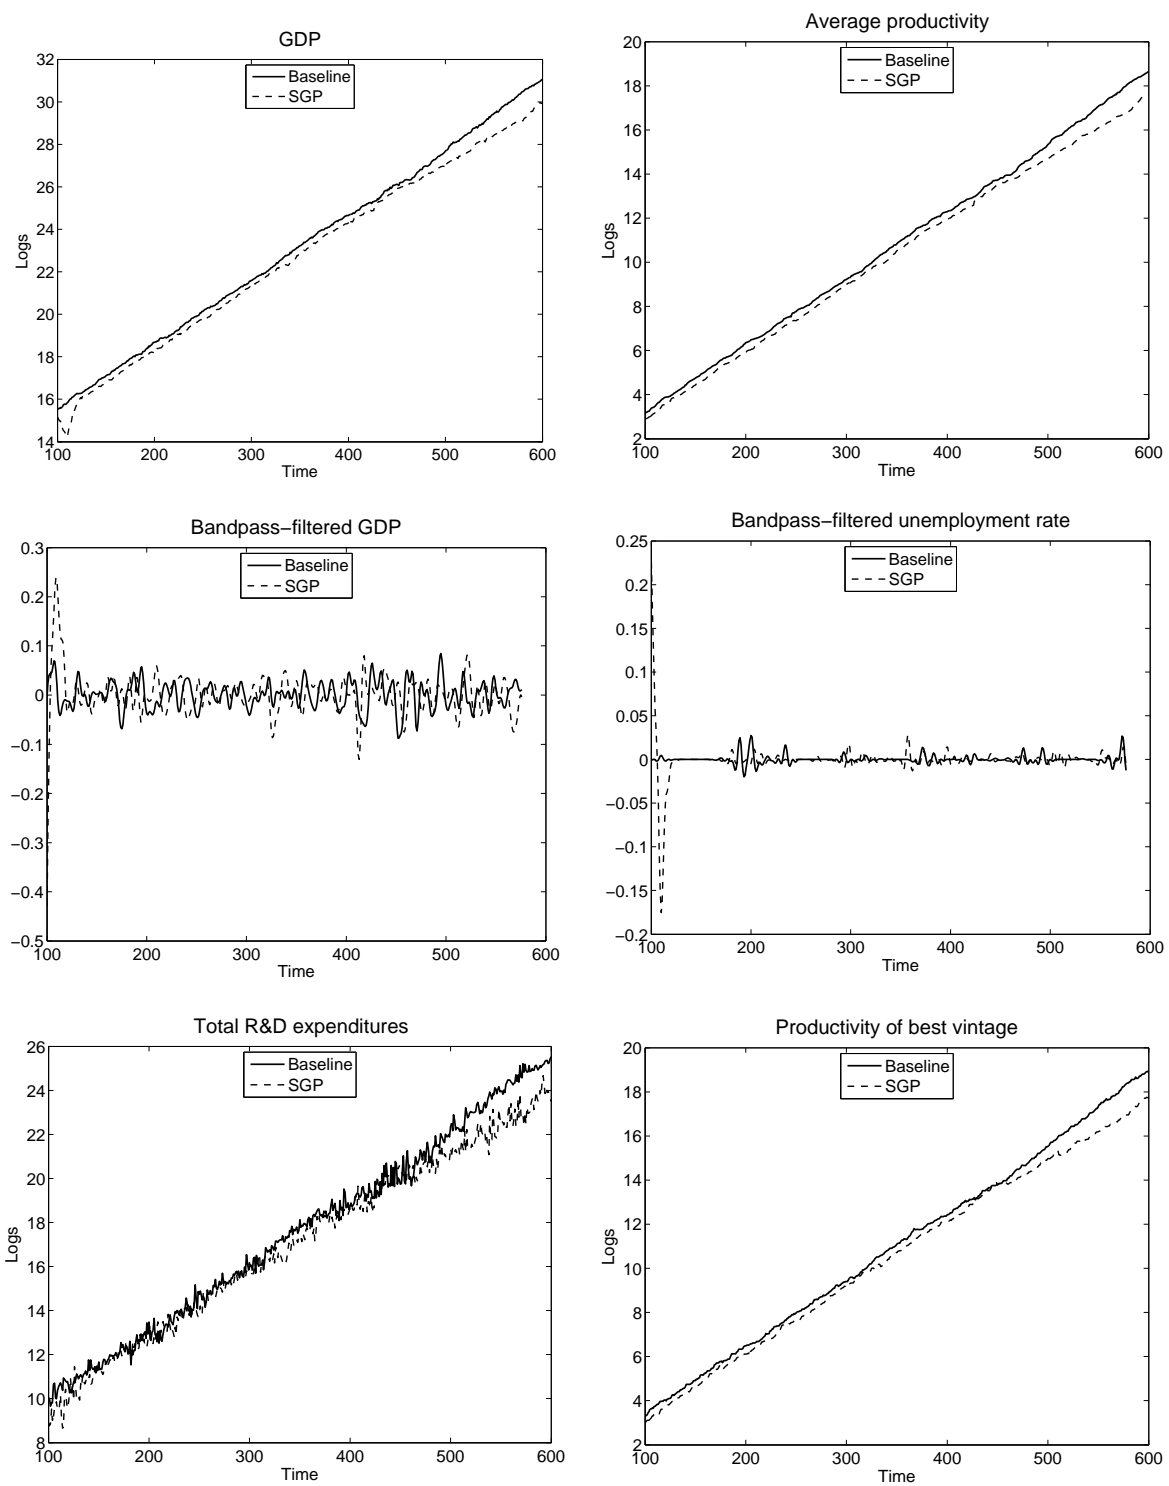 GDP
Baseline
SGP
Logs
32
30
28
26
24
22
20
18
16
14
100 200 300 400 500 600
Time
Average productivity
Baseline
SGP
Logs
20
18
16
14
12
10
8
6
4
2
100 200 300 400 500 600
Time
Bandpass−filtered GDP
Baseline
SGP
0.3
0.2
0.1
0
−0.1
−0.2
−0.3
−0.4
−0.5
100 200 300 400 500 600
Time
Bandpass−filtered unemployment rate
Baseline
SGP
0.25
0.2
0.15
0.1
0.05
0
−0.05
−0.1
−0.15
−0.2
100 200 300 400 500 600
Time
Total R&D expenditures
Baseline
SGP
Logs
26
24
22
20
18
16
14
12
10
8
100 200 300 400 500 600
Time
Productivity of best vintage
Baseline
SGP
Logs
20
18
16
14
12
10
8
6
4
2
100 200 300 400 500 600
Time